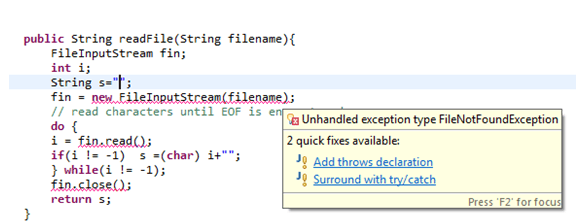 public String readFile(String filename){
FileInputStream fin;
int i;
String s="";
fin = new FileInputStream(filename);
// read characters until EOF is en
do {
i = fin.read();
if(i != -1)  s =(char) i+"";
} while(i != -1);
fin.close();
return s;
}
Unhandled exception type FileNotFoundException
2 quick fixes available:
Add throws declaration
Surround with try/catch
Press 'F2' for focus